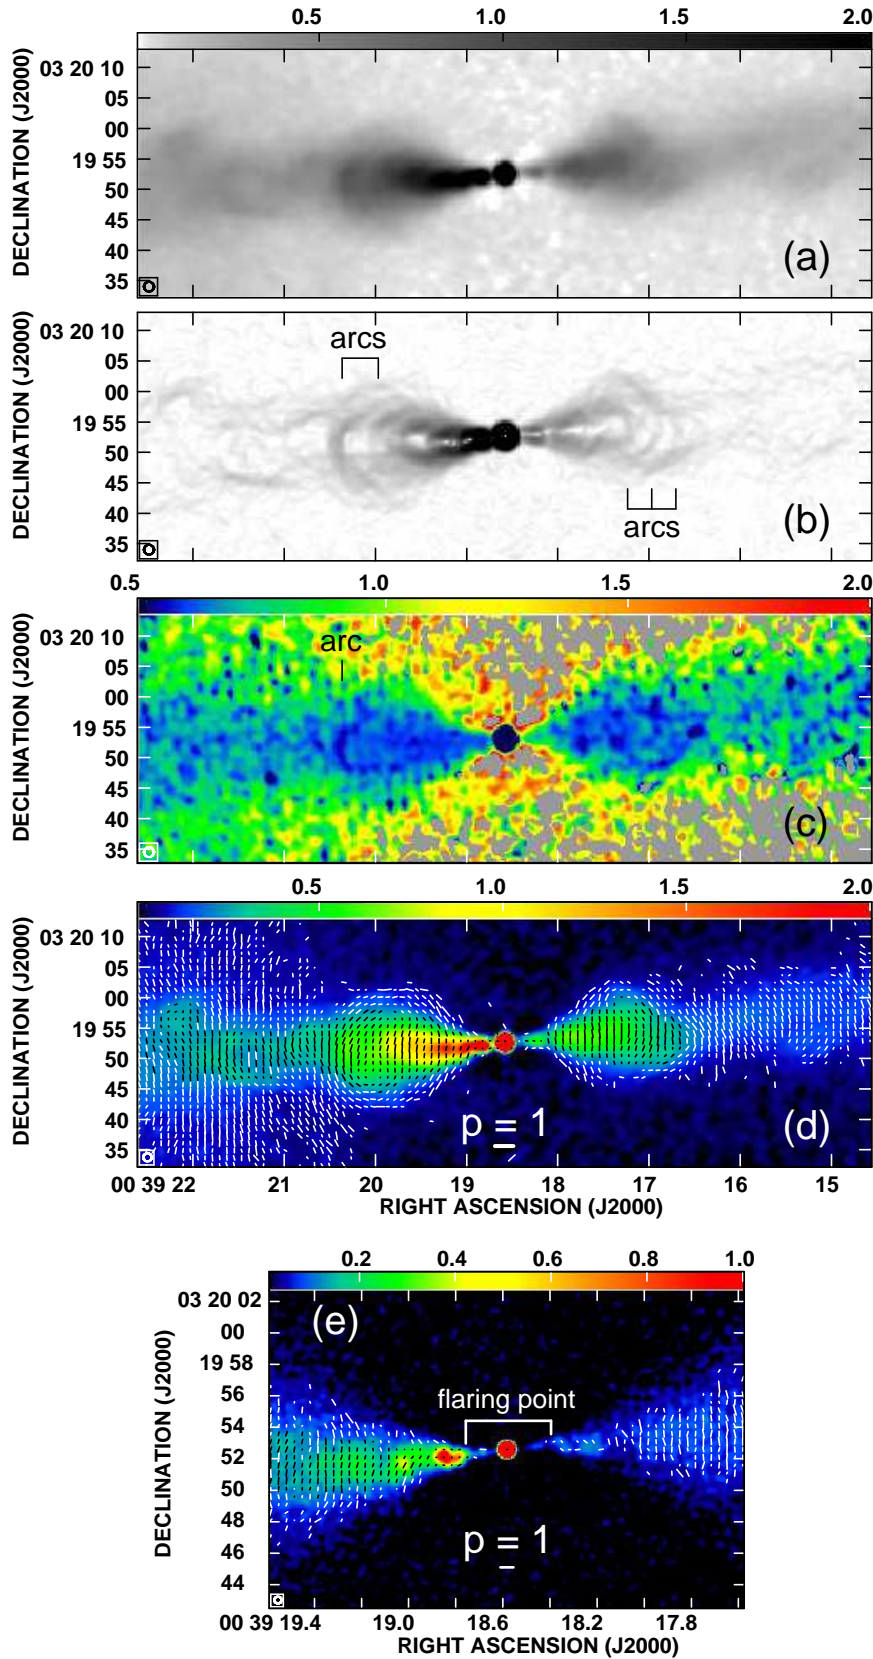 0.5 1.0 1.5 2.0
03 20 10
05
00
19 55
50
45
40
35
DECLINATION (J2000)
(a)
03 20 10
05
00
19 55
50
45
40
35
DECLINATION (J2000)
arcs
arcs
(b)
0.5 1.0 1.5 2.0
03 20 10
05
00
19 55
50
45
40
35
DECLINATION (J2000)
arc
(c)
0.5 1.0 1.5 2.0
03 20 10
05
00
19 55
50
45
40
35
DECLINATION (J2000)
p = 1
(d)
00 39 22 21 20 19 18 17 16 15
RIGHT ASCENSION (J2000)
0.2 0.4 0.6 0.8 1.0
03 20 02
00
19 58
56
54
52
50
48
46
44
DECLINATION (J2000)
(e)
flaring point
p = 1
00 39 19.4 19.0 18.6 18.2 17.8
RIGHT ASCENSION (J2000)